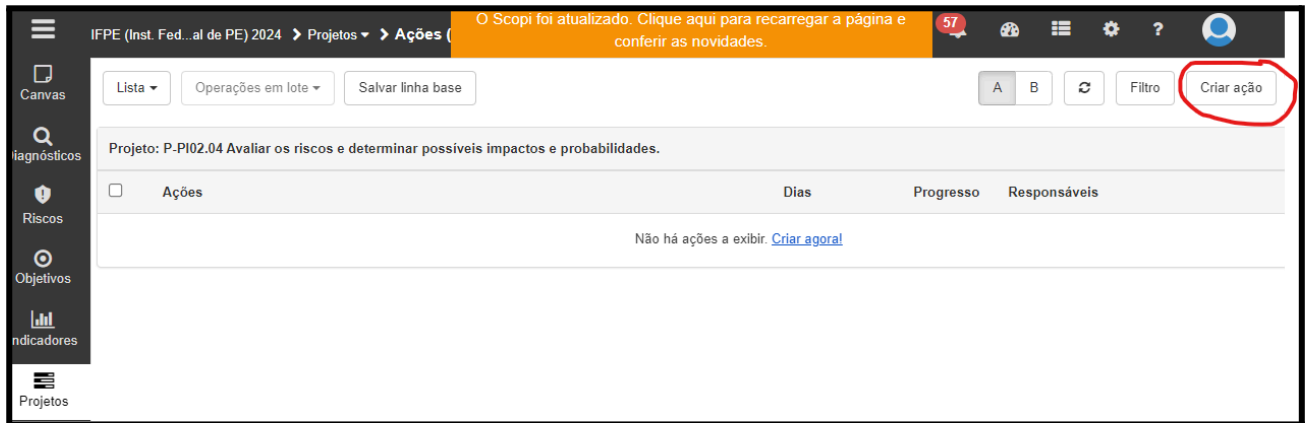 IFPE (Inst. Fed...al de PE) 2024 > Projetos > Ações (
O Scopi foi atualizado. Clique aqui para recarregar a página e
conferir as novidades.
57
?
Canvas
Lista
Operações em lote
Salvar linha base
A B
Filtro
Criar ação
iagnósticos
Projeto: P-PI02.04 Avaliar os riscos e determinar possíveis impactos e probabilidades.
Ações Dias Progresso Responsáveis
Riscos
Não há ações a exibir. Criar agora!
Objetivos
ndicadores
Projetos